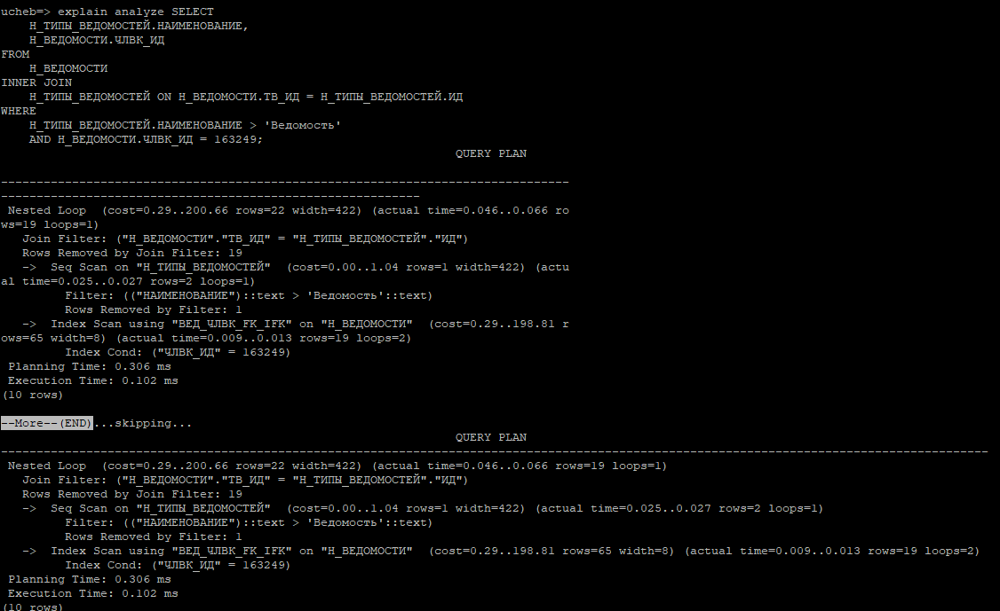 ucheb=> explain analyze SELECT
Н_ТИПЫ_ВЕДОМОСТЕЙ.НАИМЕНОВАНИЕ,
Н_ВЕДОМОСТИ.ЧЛВК_ИД
FROM
Н_ВЕДОМОСТИ
INNER JOIN
Н_ТИПЫ_ВЕДОМОСТЕЙ ON Н_ВЕДОМОСТИ.ТВ_ИД = Н_ТИПЫ_ВЕДОМОСТЕЙ.ИД
WHERE
Н_ТИПЫ_ВЕДОМОСТЕЙ.НАИМЕНОВАНИЕ > 'Ведомость'
AND Н_ВЕДОМОСТИ.ЧЛВК_ИД = 163249;
QUERY PLAN
--------------------------------------------------------------------------------
-----------------------------------------------------------
Nested Loop  (cost=0.29..200.66 rows=22 width=422) (actual time=0.046..0.066 ro
ws=19 loops=1)
Join Filter: ("Н_ВЕДОМОСТИ"."ТВ_ИД" = "Н_ТИПЫ_ВЕДОМОСТЕЙ"."ИД")
Rows Removed by Join Filter: 19
->  Seq Scan on "Н_ТИПЫ_ВЕДОМОСТЕЙ"  (cost=0.00..1.04 rows=1 width=422) (actu
al time=0.025..0.027 rows=2 loops=1)
Filter: (("НАИМЕНОВАНИЕ")::text > 'Ведомость'::text)
Rows Removed by Filter: 1
->  Index Scan using "ВЕД_ЧЛВК_FK_IFK" on "Н_ВЕДОМОСТИ"  (cost=0.29..198.81 r
ows=65 width=8) (actual time=0.009..0.013 rows=19 loops=2)
Index Cond: ("ЧЛВК_ИД" = 163249)
Planning Time: 0.306 ms
Execution Time: 0.102 ms
(10 rows)
--More--(END)...skipping...
QUERY PLAN
-------------------------------------------------------------------------------------------------------------------------------------------
Nested Loop  (cost=0.29..200.66 rows=22 width=422) (actual time=0.046..0.066 rows=19 loops=1)
Join Filter: ("Н_ВЕДОМОСТИ"."ТВ_ИД" = "Н_ТИПЫ_ВЕДОМОСТЕЙ"."ИД")
Rows Removed by Join Filter: 19
->  Seq Scan on "Н_ТИПЫ_ВЕДОМОСТЕЙ"  (cost=0.00..1.04 rows=1 width=422) (actual time=0.025..0.027 rows=2 loops=1)
Filter: (("НАИМЕНОВАНИЕ")::text > 'Ведомость'::text)
Rows Removed by Filter: 1
->  Index Scan using "ВЕД_ЧЛВК_FK_IFK" on "Н_ВЕДОМОСТИ"  (cost=0.29..198.81 rows=65 width=8) (actual time=0.009..0.013 rows=19 loops=2)
Index Cond: ("ЧЛВК_ИД" = 163249)
Planning Time: 0.306 ms
Execution Time: 0.102 ms
(10 rows)